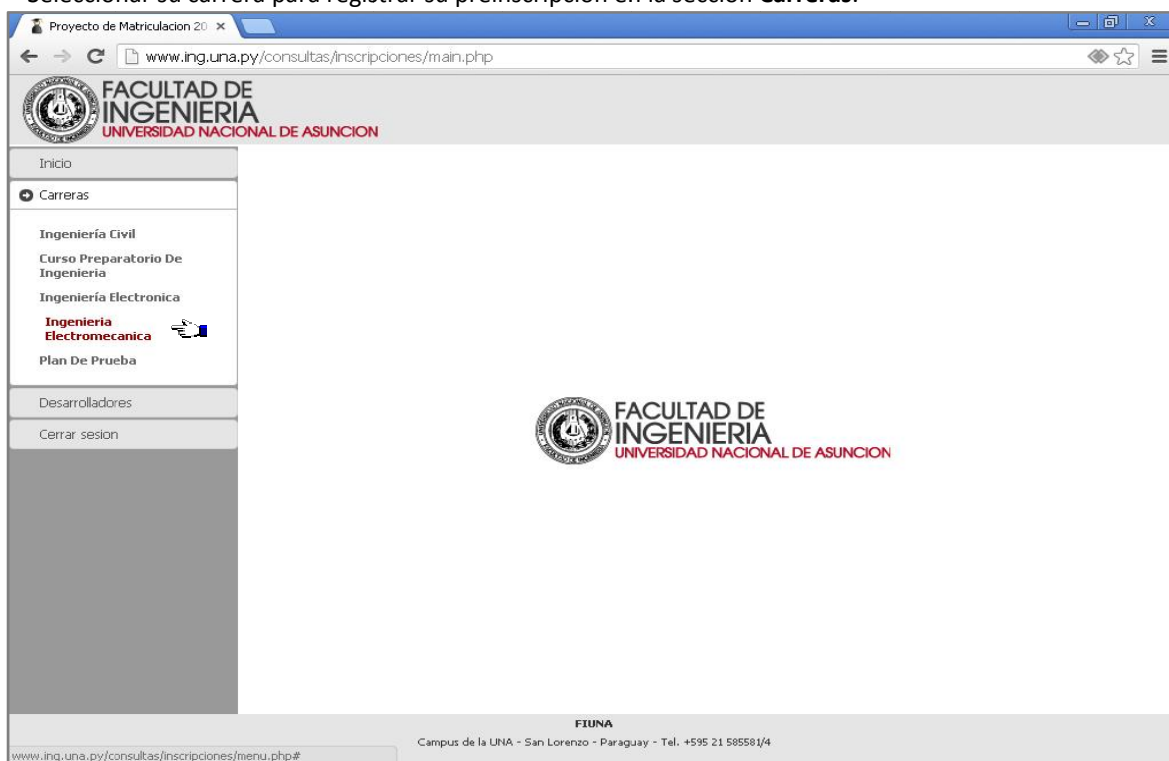 Seleccionar su carrera para registrar su preinscripción en la sección Carreras.
Proyecto de Matriculacion 20
www.ing.una.py/consultas/inscripciones/main.php
FACULTAD DE
INGENIERIA
UNIVERSIDAD NACIONAL DE ASUNCION
Inicio
Carreras
Ingeniería Civil
Curso Preparatorio De
Ingenieria
Ingeniería Electronica
Ingenieria
Electromecanica
Plan De Prueba
Desarrolladores
Cerrar sesion
FACULTAD DE
INGENIERIA
UNIVERSIDAD NACIONAL DE ASUNCION
FIUNA
Campus de la UNA - San Lorenzo - Paraguay - Tel. +595 21 585581/4
www.ing.una.py/consultas/inscripciones/menu.php#